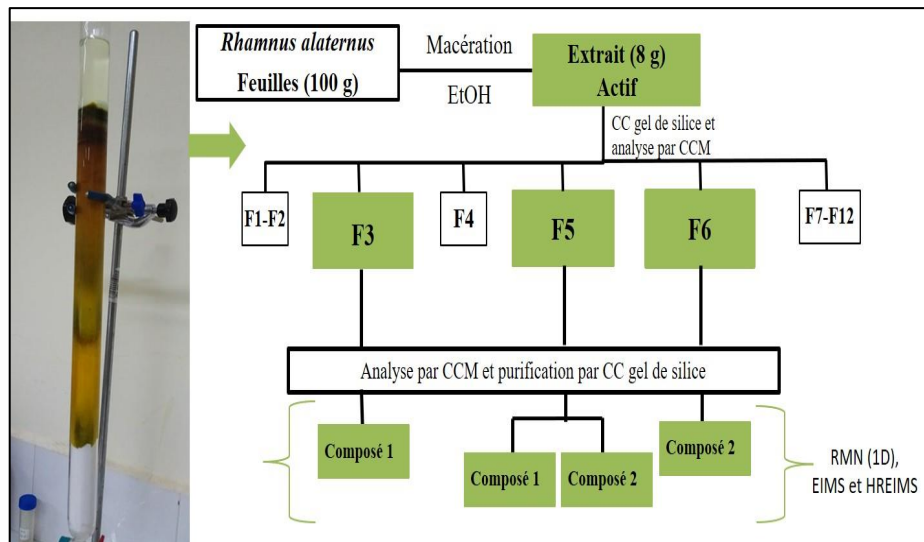 Rhamnus alaternus
Feuilles (100 g)
Macération
EtOH
Extrait (8 g)
Actif
CC gel de silice et
analyse par CCM
F1-F2
F3
F4
F5
F6
F7-F12
Analyse par CCM et purification par CC gel de silice
Composé 1
Composé 1
Composé 2
Composé 2
RMN (1D),
EIMS et HREIMS